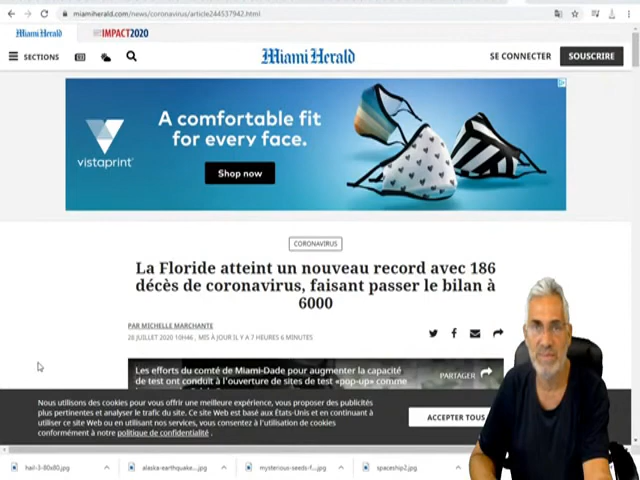 miamiherald.com/news/coronavirus/article244537942.html
Miami Herald
IMPACT2020
SECTIONS
Miami Herald
SE CONNECTER
SOUSCRIRE
vistaprint
A comfortable fit
for every face.
Shop now
CORONAVIRUS
La Floride atteint un nouveau record avec 186
décès de coronavirus, faisant passer le bilan à
6000
PAR MICHELLE MARCHANTE
28 JUILLET 2020 10H46 , MIS À JOUR IL Y A 7 HEURES 6 MINUTES
Les efforts du comté de Miami-Dade pour augmenter la capacité
de test ont conduit à l'ouverture de sites de test «pop-up» comme
PARTAGER
Nous utilisons des cookies pour vous offrir une meilleure expérience, vous proposer des publicités
plus pertinentes et analyser le trafic du site. Ce site Web est basé aux États-Unis et en continuant à
utiliser ce site Web ou en utilisant nos services, vous consentez à l'utilisation de cookies
conformément à notre politique de confidentialité .
ACCEPTER TOUS
hail-3-80x80.jpg
alaska-earthquake....jpg
mysterious-seeds-f....jpg
spaceship2.jpg